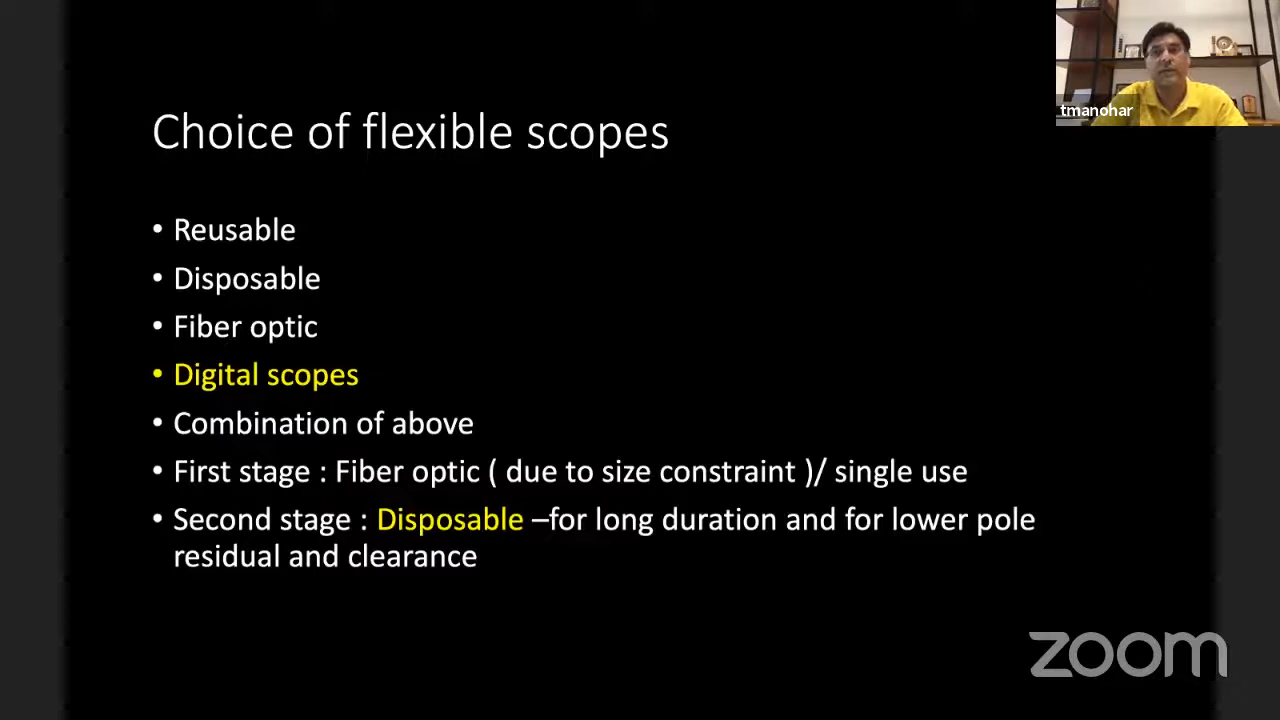 tmanohar
Choice of flexible scopes
• Reusable
• Disposable
• Fiber optic
• Digital scopes
• Combination of above
• First stage : Fiber optic ( due to size constraint )/ single use
• Second stage : Disposable –for long duration and for lower pole
residual and clearance
zoom